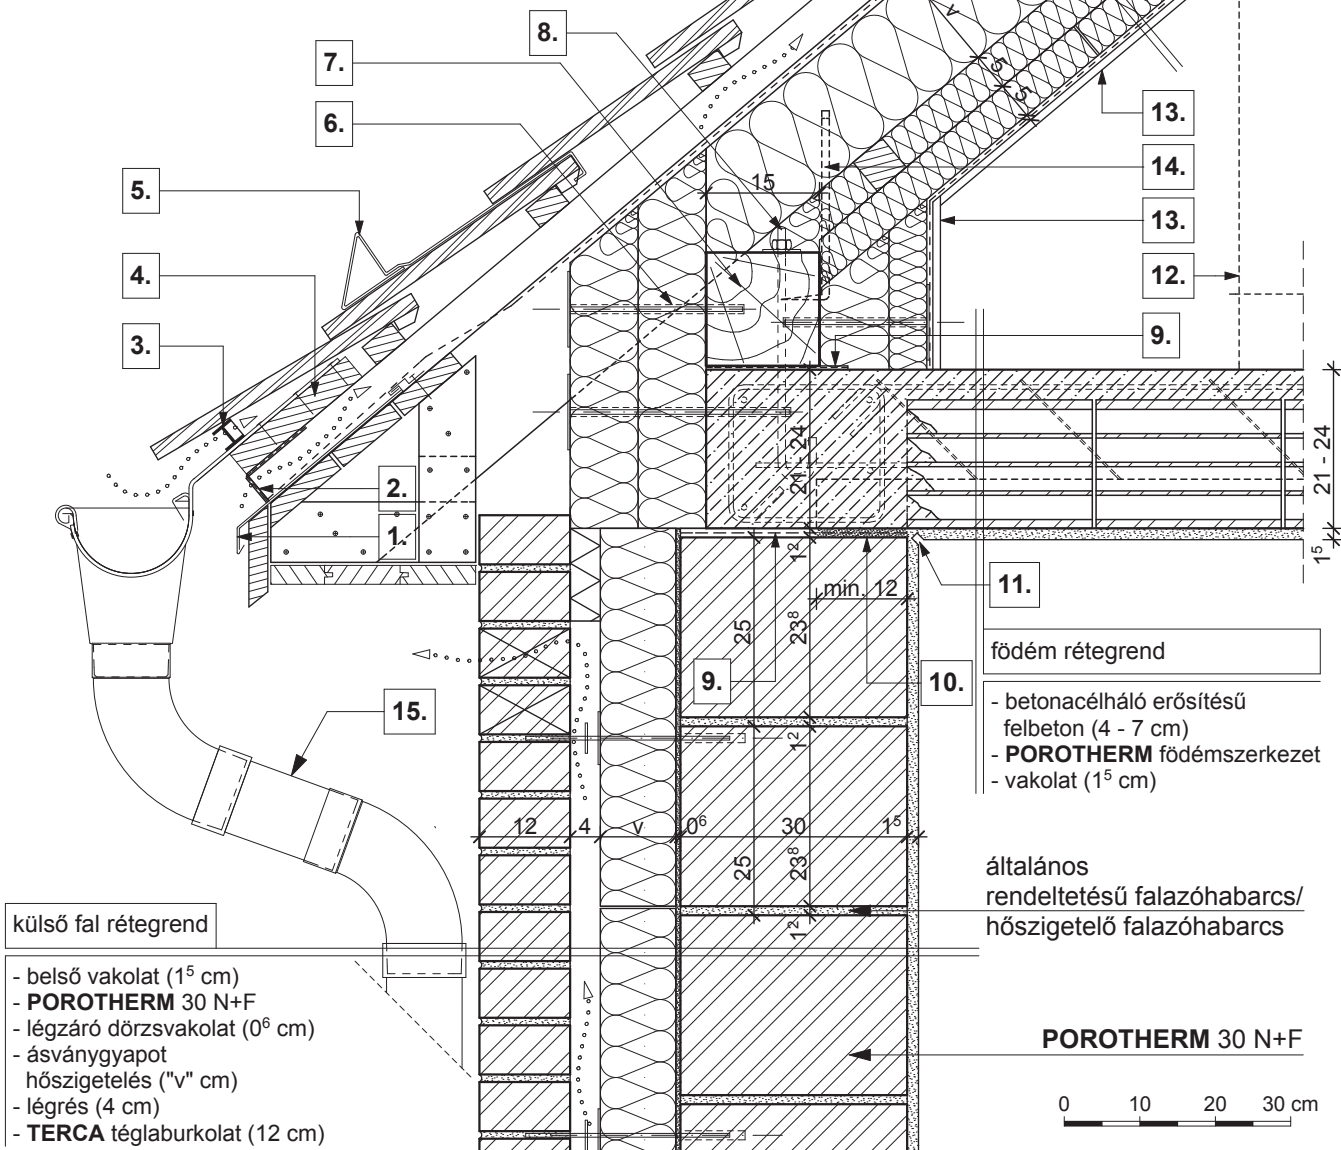 8.
7.
6.
5.
4.
3.
2.
1.
13.
14.
13.
12.
9.
11.
9.
10.
15.
v
5
5
15
21 - 24
21 - 24
1⁵
1²
min. 12
25
23⁸
1²
12
4
v
0⁶
30
1⁵
25
23⁸
1²
födém rétegrend
- betonacélháló erősítésű
felbeton (4 - 7 cm)
- POROTHERM födémszerkezet
- vakolat (1⁵ cm)
általános
rendeltetésű falazóhabarcs/
hőszigetelő falazóhabarcs
külső fal rétegrend
- belső vakolat (1⁵ cm)
- POROTHERM 30 N+F
- légzáró dörzsvakolat (0⁶ cm)
- ásványgyapot
hőszigetelés ("v" cm)
- légrés (4 cm)
- TERCA téglaburkolat (12 cm)
POROTHERM 30 N+F
0 10 20 30 cm